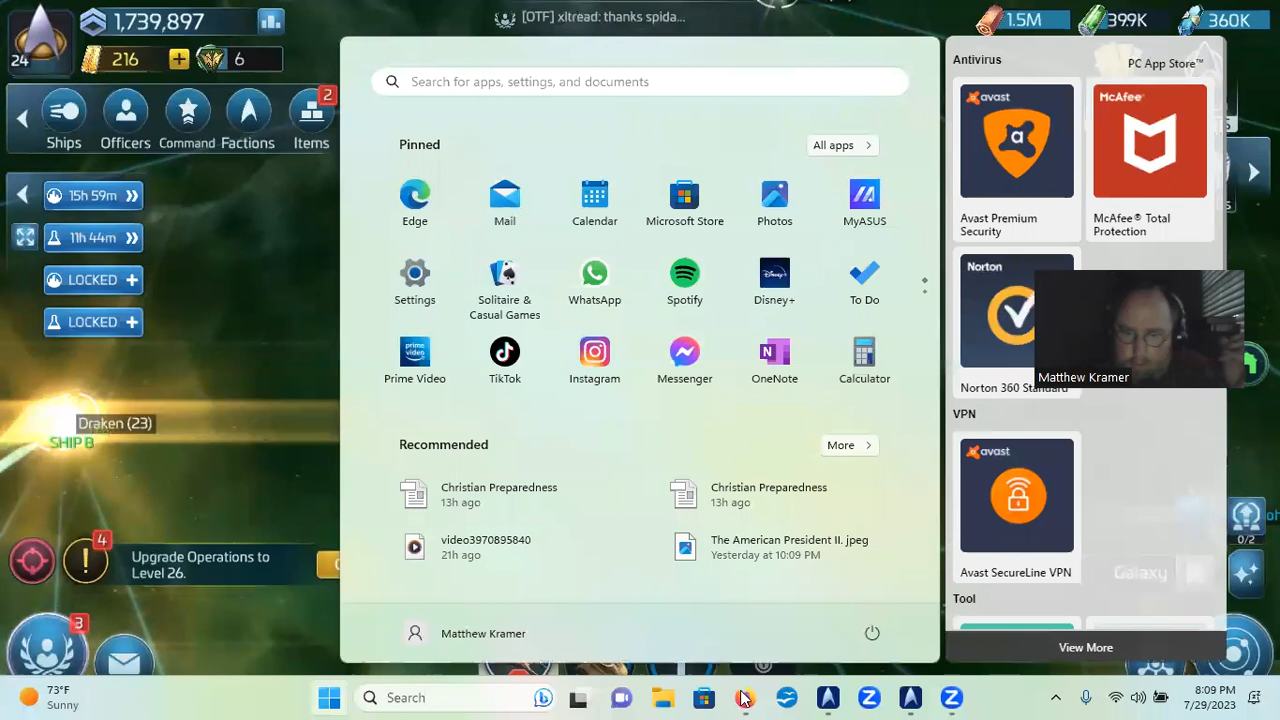 [OTF] xltread: thanks spida...
1,739,897
1.5M
399K
360K
24
216
6
Ships
Officers
Command
Factions
Items
2
15h 59m
11h 44m
LOCKED
LOCKED
Draken (23)
SHIP B
4
Upgrade Operations to
Level 26.
3
Search for apps, settings, and documents
Pinned
All apps
Edge
Mail
Calendar
Microsoft Store
Photos
MyASUS
Settings
Solitaire &
Casual Games
WhatsApp
Spotify
Disney+
To Do
Prime Video
TikTok
Instagram
Messenger
OneNote
Calculator
Recommended
More
Christian Preparedness
13h ago
Christian Preparedness
13h ago
video3970895840
21h ago
The American President II. jpeg
Yesterday at 10:09 PM
Matthew Kramer
Antivirus
PC App Store™
avast
McAfee®
Avast Premium
Security
McAfee® Total
Protection
Norton
Matthew Kramer
Norton 360 Standard
VPN
avast
Avast SecureLine VPN
Galaxy
0/2
Tool
View More
73°F
Sunny
Search
8:09 PM
7/29/2023